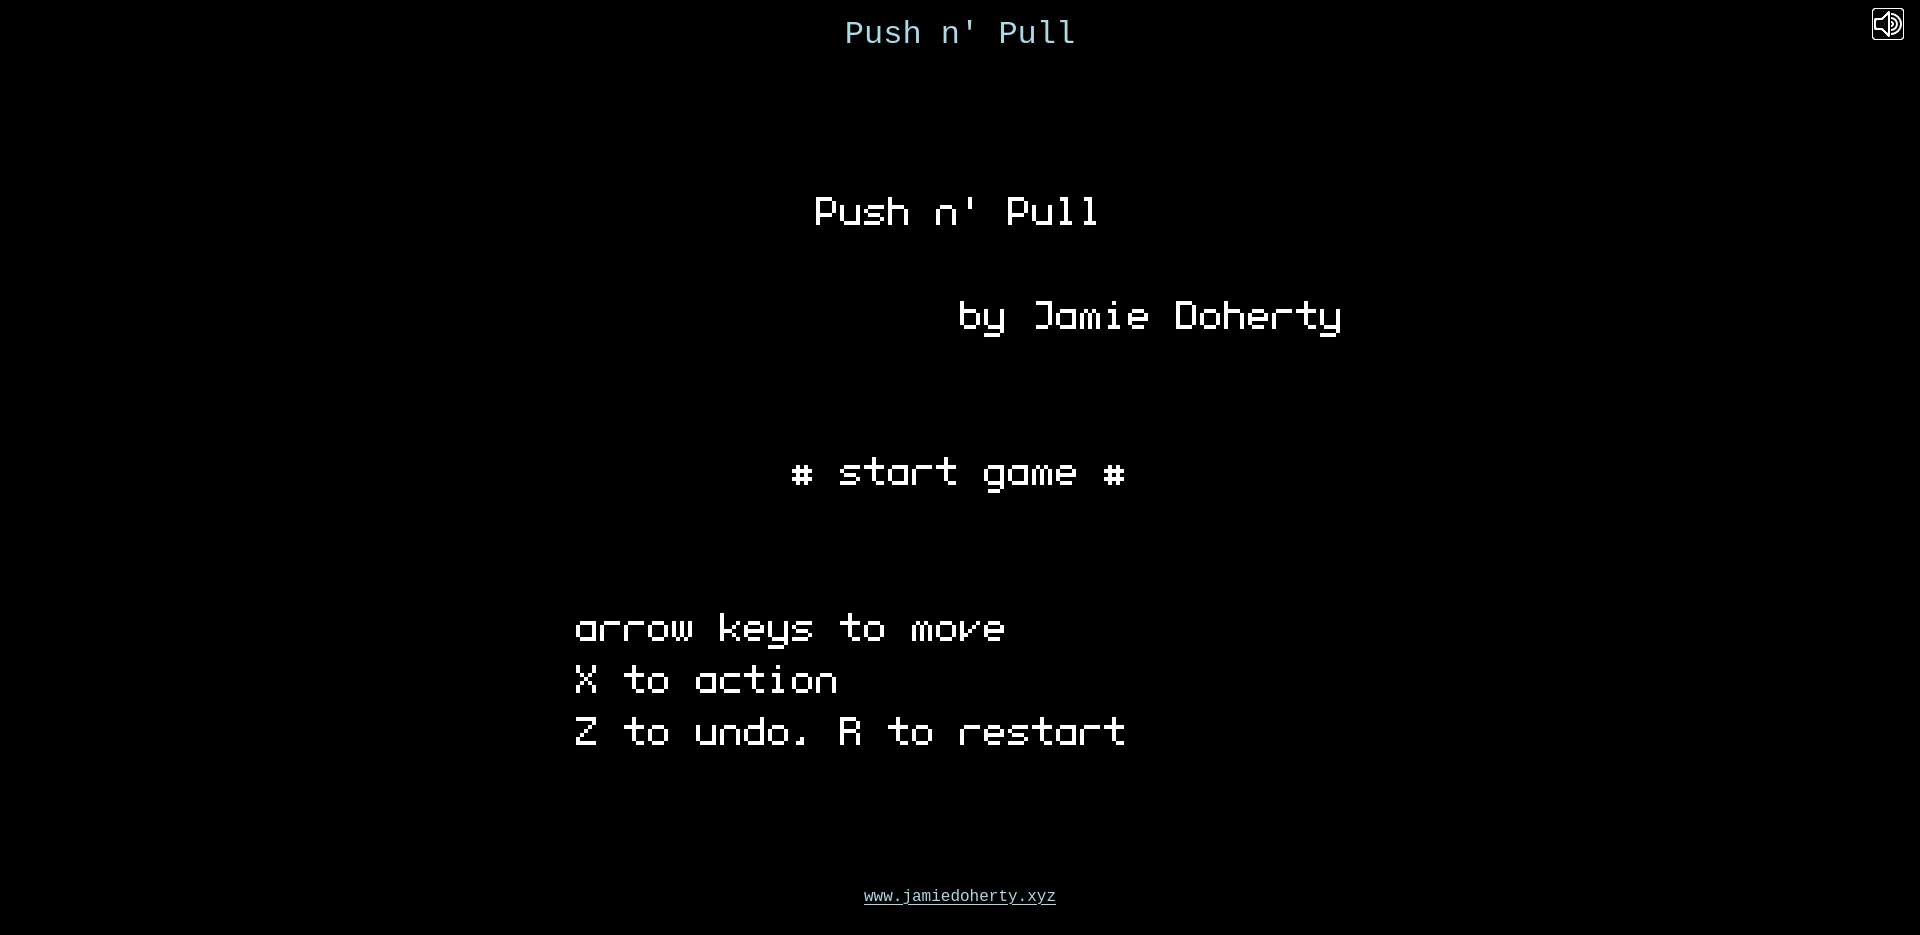 Push n' Pull
Push n' Pull
by Jamie Doherty
# start game #
arrow keys to move
X to action
Z to undo, R to restart
www.jamiedoherty.xyz